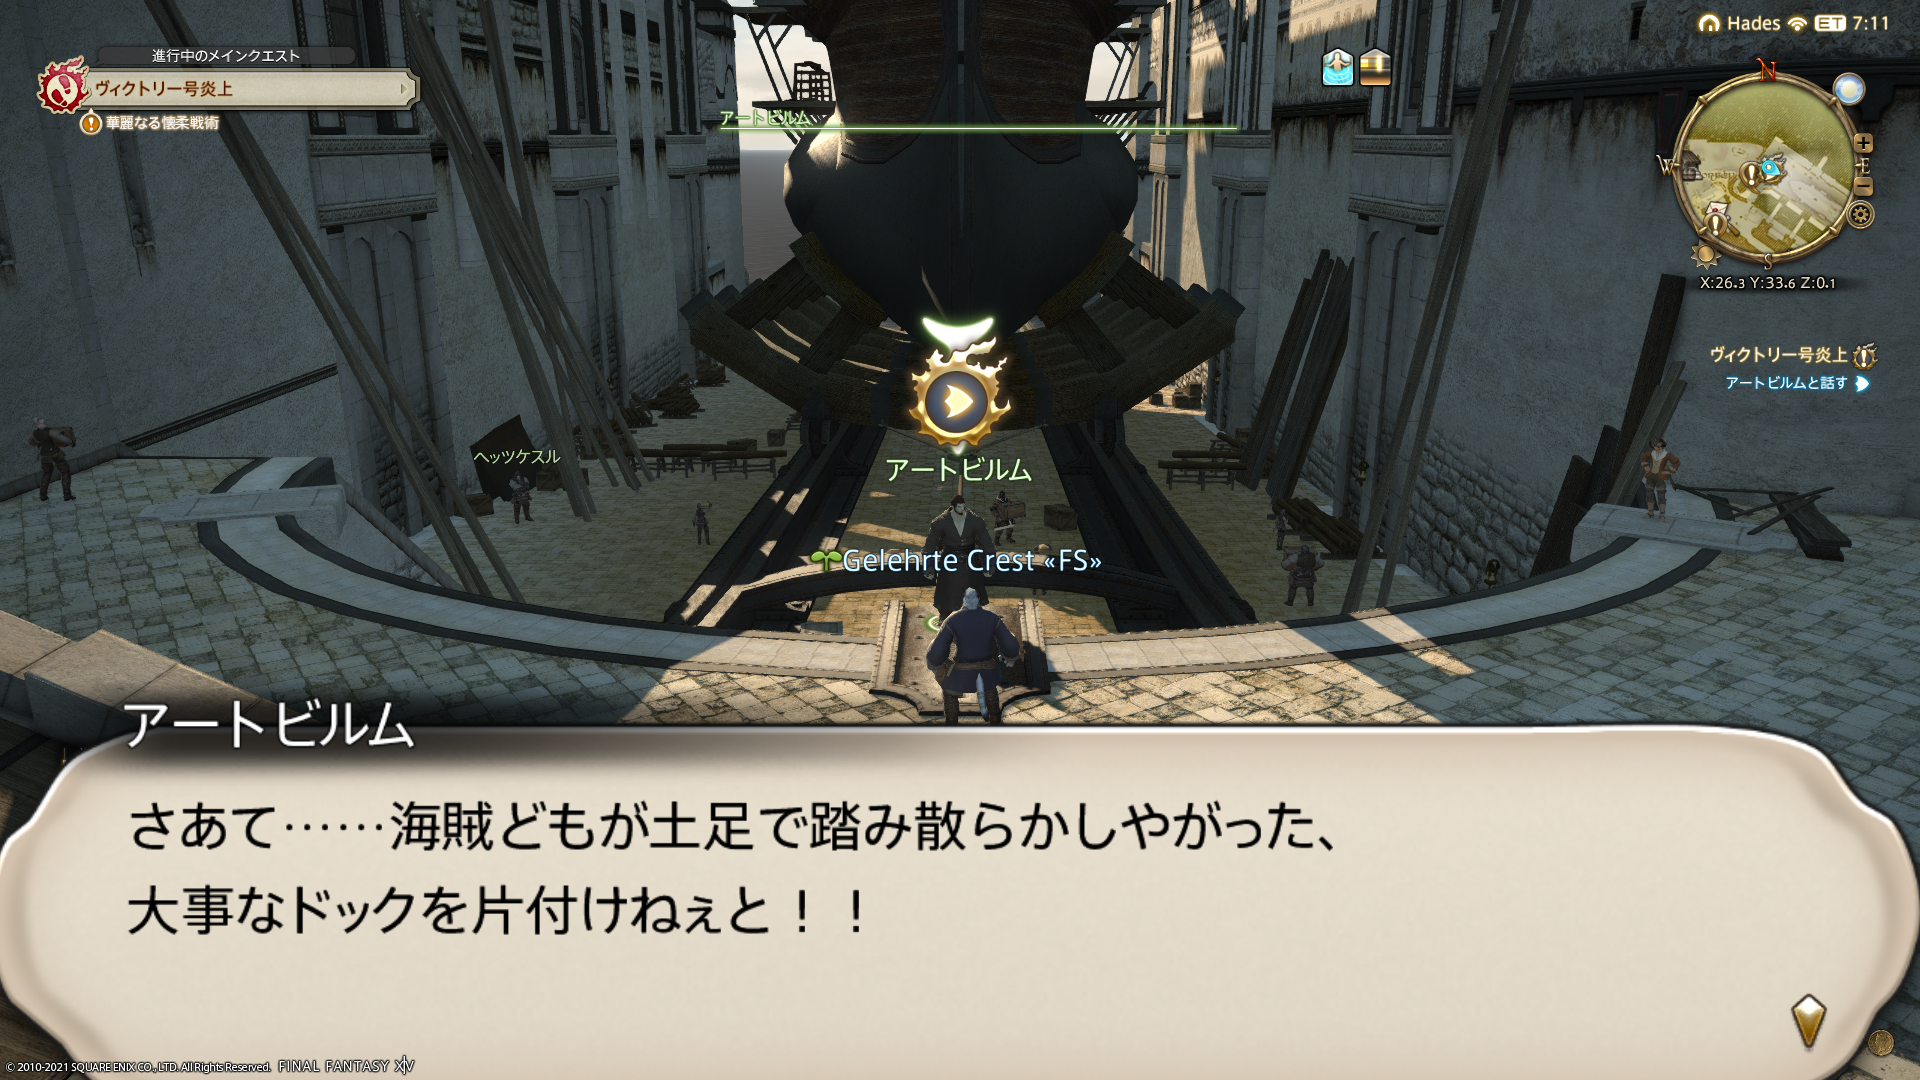 進行中のメインクエスト
ヴィクトリー号炎上
華麗なる懐柔戦術
アートビルム
Hades ET 7:11
N
W
E
S
X:26.3 Y:33.6 Z:0.1
ヴィクトリー号炎上
アートビルムと話す
ヘッツケスル
アートビルム
Gelehrte Crest «FS»
アートビルム
さあて……海賊どもが土足で踏み散らかしやがった、
大事なドックを片付けねぇと！！
© 2010-2021 SQUARE ENIX CO., LTD. All Rights Reserved. FINAL FANTASY XIV